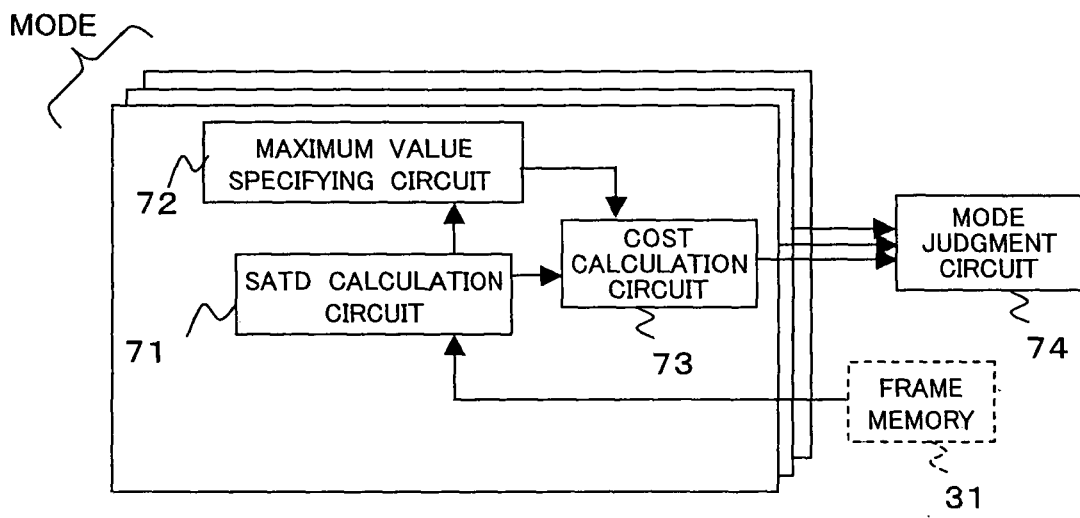 MODE
MAXIMUM VALUE
SPECIFYING CIRCUIT
72
SATD CALCULATION
CIRCUIT
71
COST
CALCULATION
CIRCUIT
73
MODE
JUDGMENT
CIRCUIT
74
FRAME
MEMORY
31